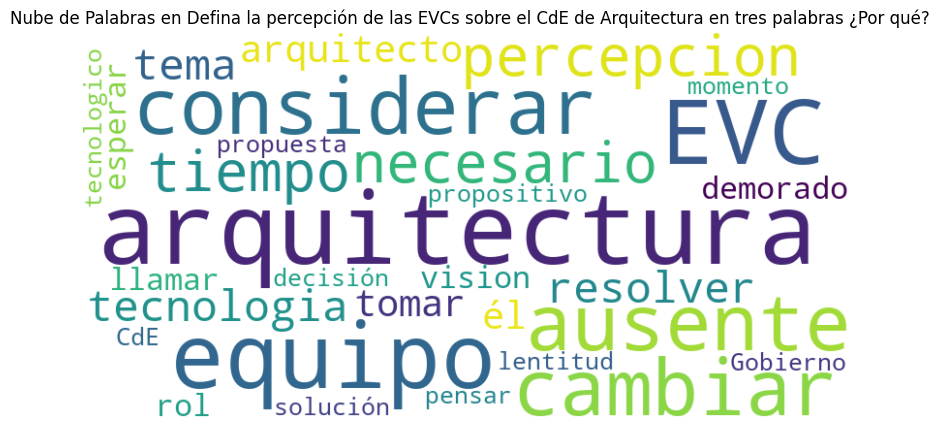 Nube de Palabras en Defina la percepción de las EVCs sobre el CdE de Arquitectura en tres palabras ¿Por qué?
tecnologico
esperar
tema
arquitecto
percepcion
considerar
momento
EVC
propuesta
tiempo
necesario
propositivo
demorado
arquitectura
llamar
decisión
vision
resolver
tecnologia
tomar
él
ausente
CdE
equipo
lentitud
Gobierno
cambiar
pensar
rol
solución